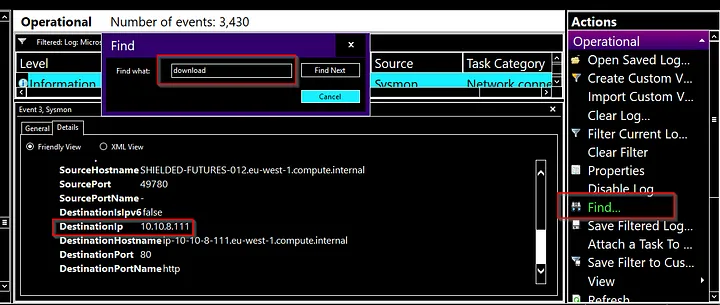 Operational Number of events: 3,430
Filtered: Log: Micros
Find
x
Find what:
download
Find Next
Cancel
Level
Source
Task Category
Information
Sysmon
Network conne
Event 3, Sysmon
×
General
Details
Friendly View
XML View
SourceHostname SHIELDED-FUTURES-012.eu-west-1.compute.internal
SourcePort 49780
SourcePortName -
DestinationIsIpv6 false
DestinationIp 10.10.8.111
DestinationHostname ip-10-10-8-111.eu-west-1.compute.internal
DestinationPort 80
DestinationPortName http
Actions
Operational
Open Saved Log...
Create Custom V...
Import Custom V...
Clear Log...
Filter Current Lo...
Clear Filter
Properties
Disable Log
Find...
Save Filtered Log...
Attach a Task To ...
Save Filter to Cus...
View
Refresh